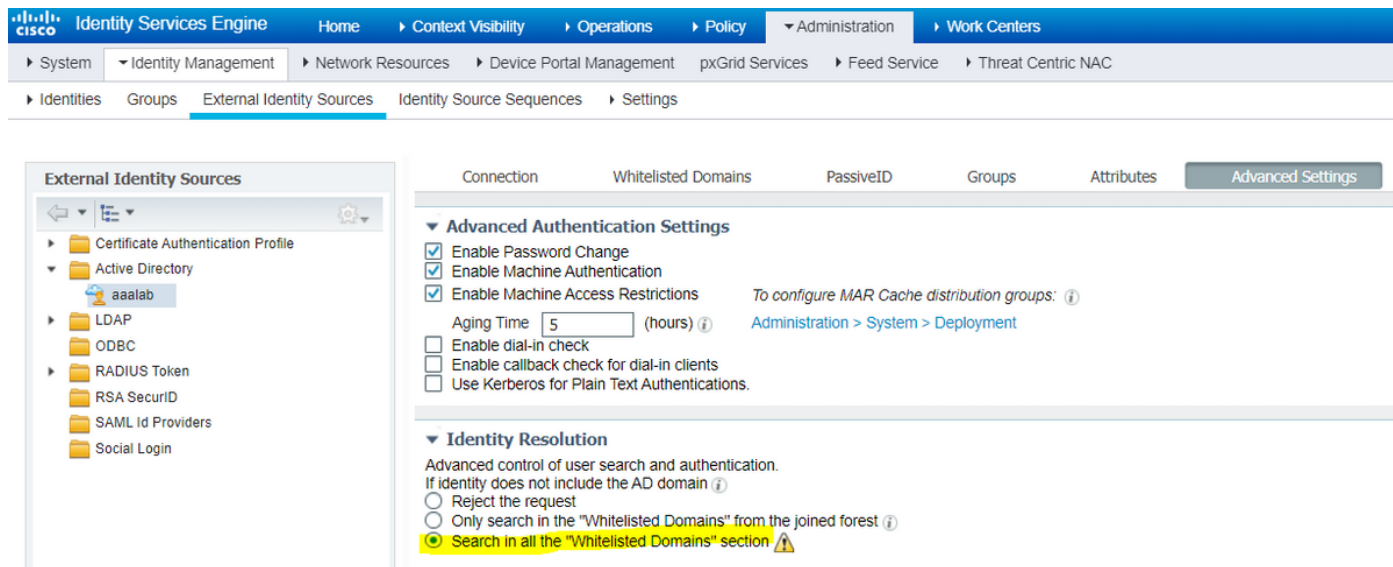 CISCO Identity Services Engine Home Context Visibility Operations Policy Administration Work Centers
System Identity Management Network Resources Device Portal Management pxGrid Services Feed Service Threat Centric NAC
Identities Groups External Identity Sources Identity Source Sequences Settings
External Identity Sources
Certificate Authentication Profile
Active Directory
aaalab
LDAP
ODBC
RADIUS Token
RSA SecurID
SAML Id Providers
Social Login
Connection Whitelisted Domains PassiveID Groups Attributes Advanced Settings
Advanced Authentication Settings
Enable Password Change
Enable Machine Authentication
Enable Machine Access Restrictions To configure MAR Cache distribution groups:
Aging Time 5 (hours) Administration > System > Deployment
Enable dial-in check
Enable callback check for dial-in clients
Use Kerberos for Plain Text Authentications.
Identity Resolution
Advanced control of user search and authentication.
If identity does not include the AD domain
Reject the request
Only search in the "Whitelisted Domains" from the joined forest
Search in all the "Whitelisted Domains" section